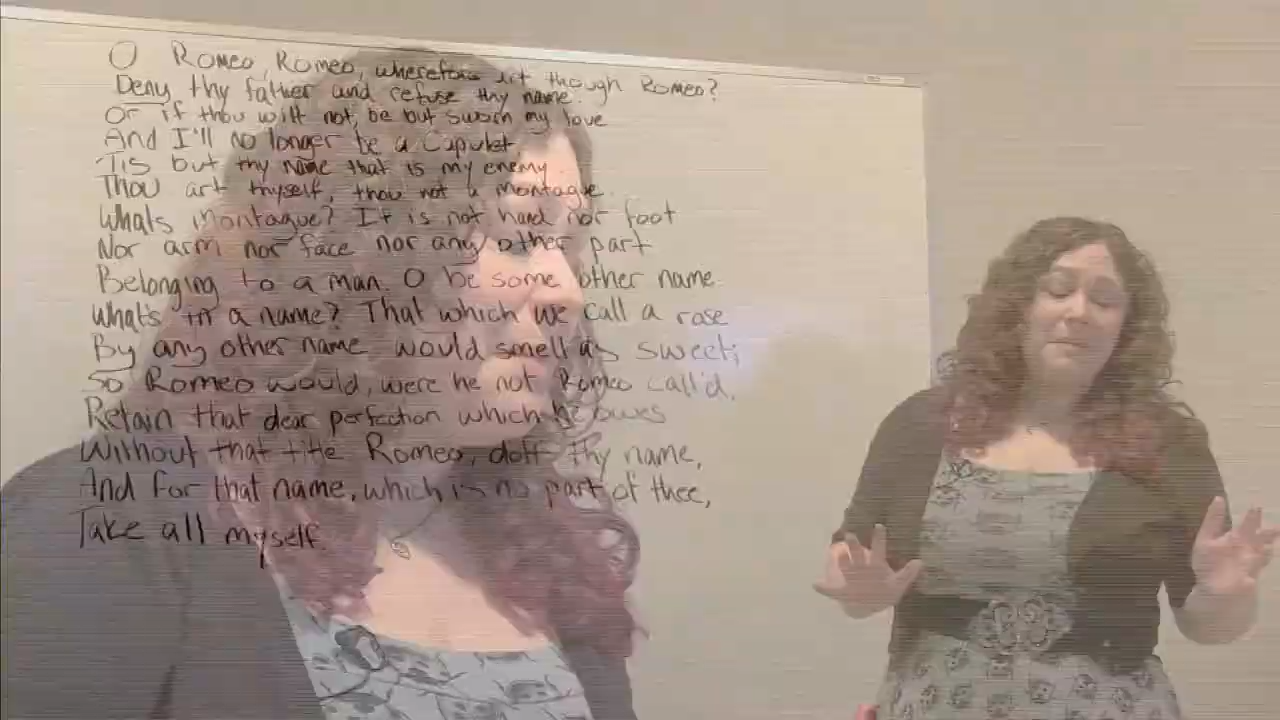 O Romeo, Romeo, wherefore art though Romeo?
Deny thy father and refuse thy name.
Or if thou wilt not, be but sworn my love
And I'll no longer be a Capulet.
'Tis but thy name that is my enemy.
Thou art thyself, thou not a montague.
Whats montague? It is not hand nor foot
Nor arm nor face nor any other part
Belonging to a man. O be some other name.
What's in a name? That which we call a rose
By any other name would smell as sweet;
So Romeo would, were he not Romeo call'd,
Retain that dear perfection which he owes
Without that title Romeo, doff thy name,
And for that name, which is no part of thee,
Take all myself.